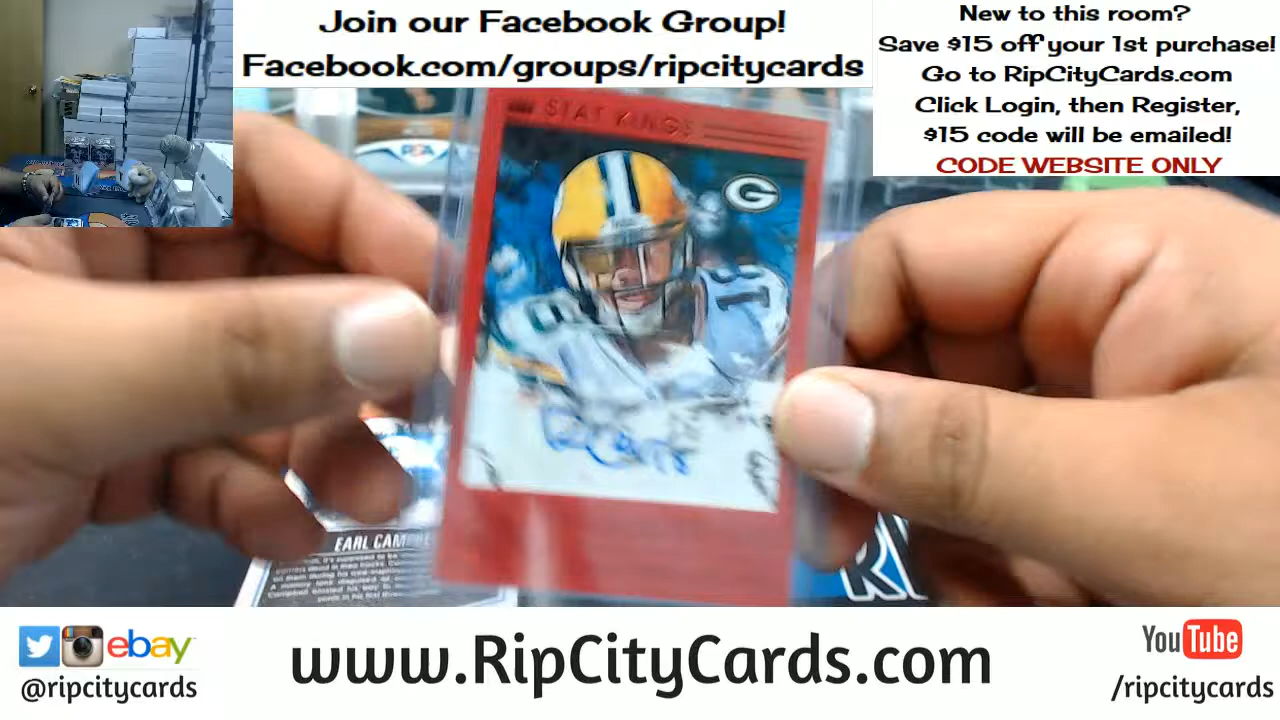 Join our Facebook Group!
Facebook.com/groups/ripcitycards
New to this room?
Save $15 off your 1st purchase!
Go to RipCityCards.com
Click Login, then Register,
$15 code will be emailed!
CODE WEBSITE ONLY
STAT KINGS
G
EARL CAM
ebay
@ripcitycards
www.RipCityCards.com
YouTube
/ripcitycards